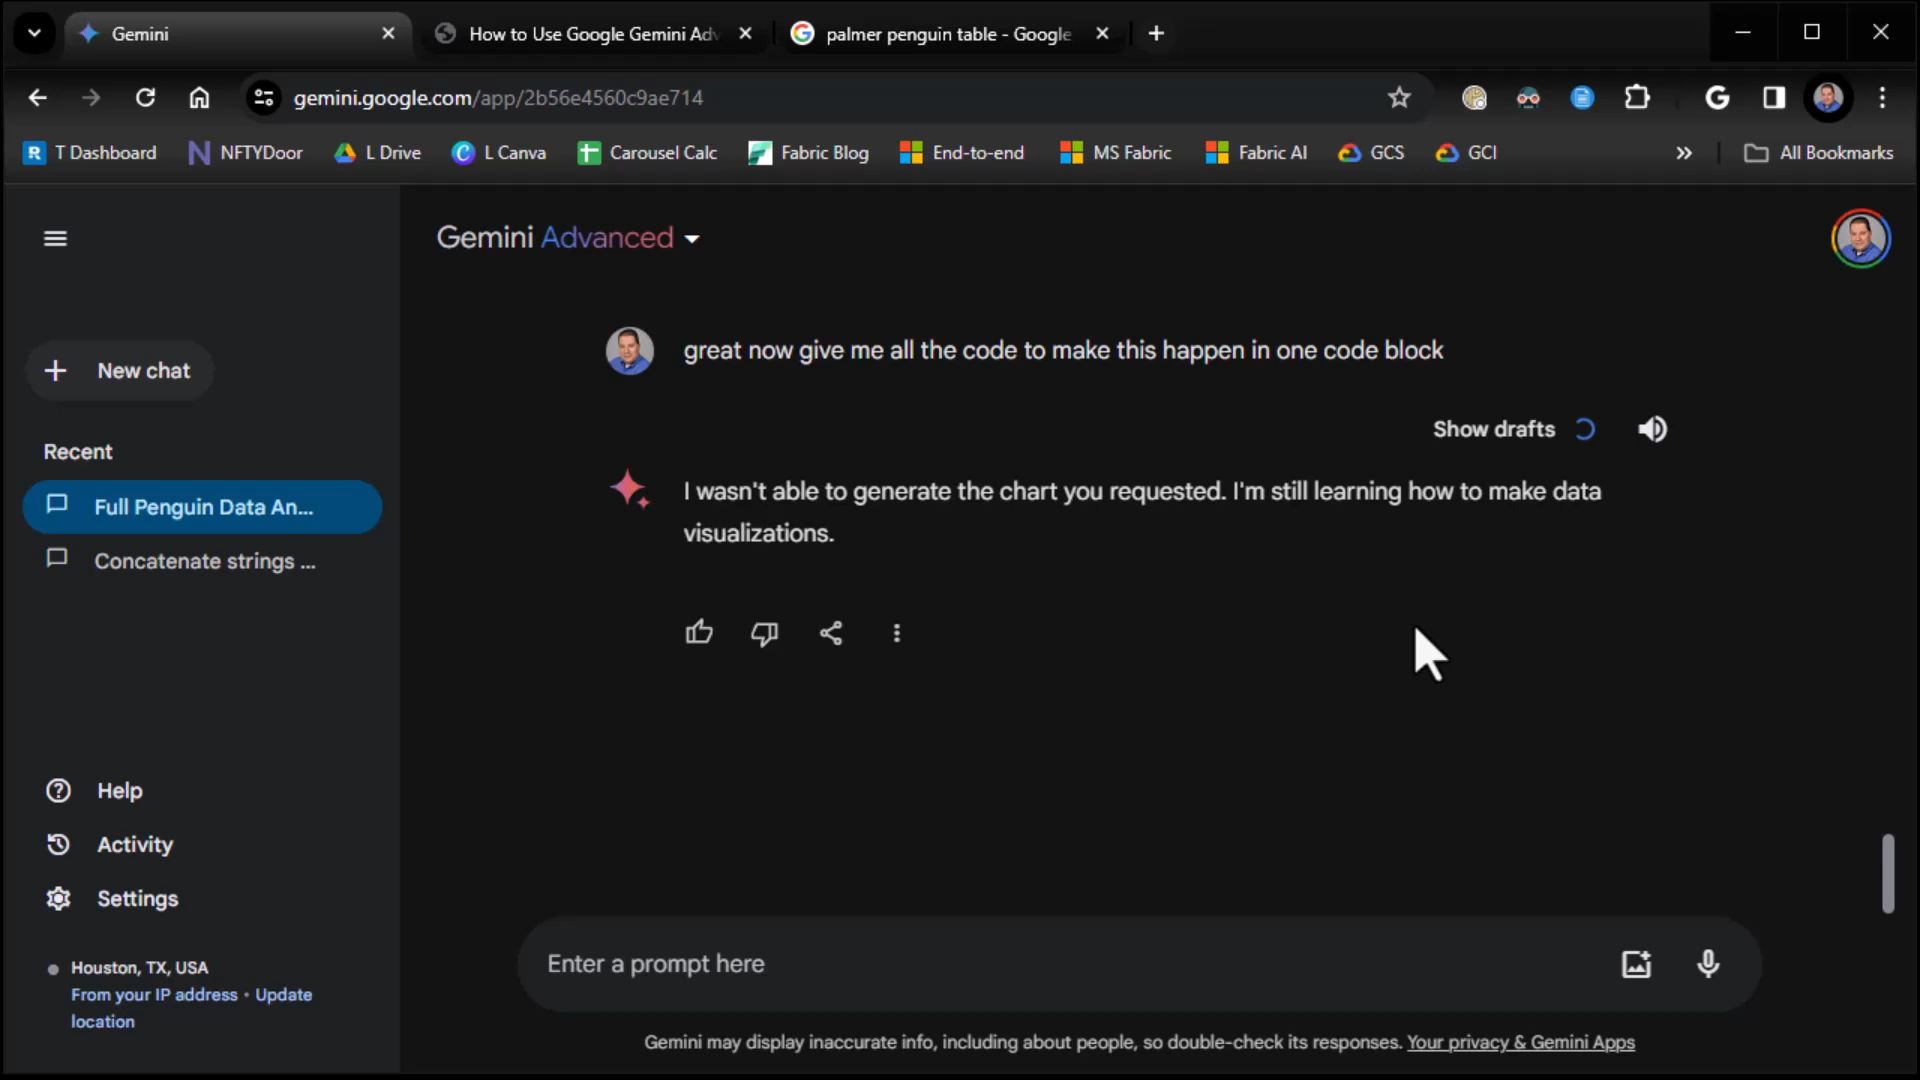 Gemini
How to Use Google Gemini Adv
palmer penguin table - Google
gemini.google.com/app/2b56e4560c9ae714
T Dashboard
NFTYDoor
L Drive
L Canva
Carousel Calc
Fabric Blog
End-to-end
MS Fabric
Fabric AI
GCS
GCI
All Bookmarks
Gemini Advanced
great now give me all the code to make this happen in one code block
New chat
Show drafts
Recent
I wasn't able to generate the chart you requested. I'm still learning how to make data
visualizations.
Full Penguin Data An...
Concatenate strings ...
Help
Activity
Settings
Houston, TX, USA
From your IP address • Update
location
Enter a prompt here
Gemini may display inaccurate info, including about people, so double-check its responses. Your privacy & Gemini Apps